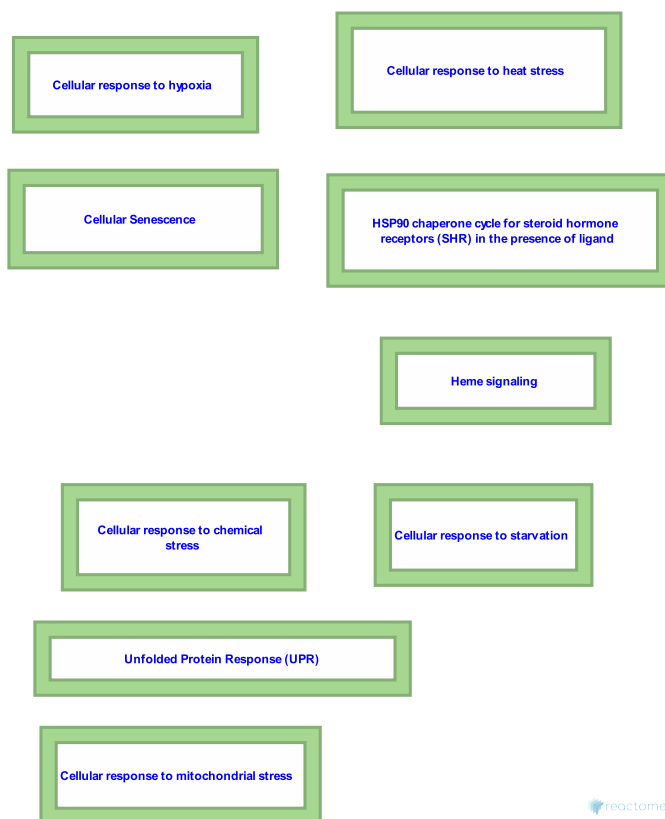 Cellular response to hypoxia
Cellular response to heat stress
Cellular Senescence
HSP90 chaperone cycle for steroid hormone
receptors (SHR) in the presence of ligand
Heme signaling
Cellular response to chemical
stress
Cellular response to starvation
Unfolded Protein Response (UPR)
Cellular response to mitochondrial stress
reactome